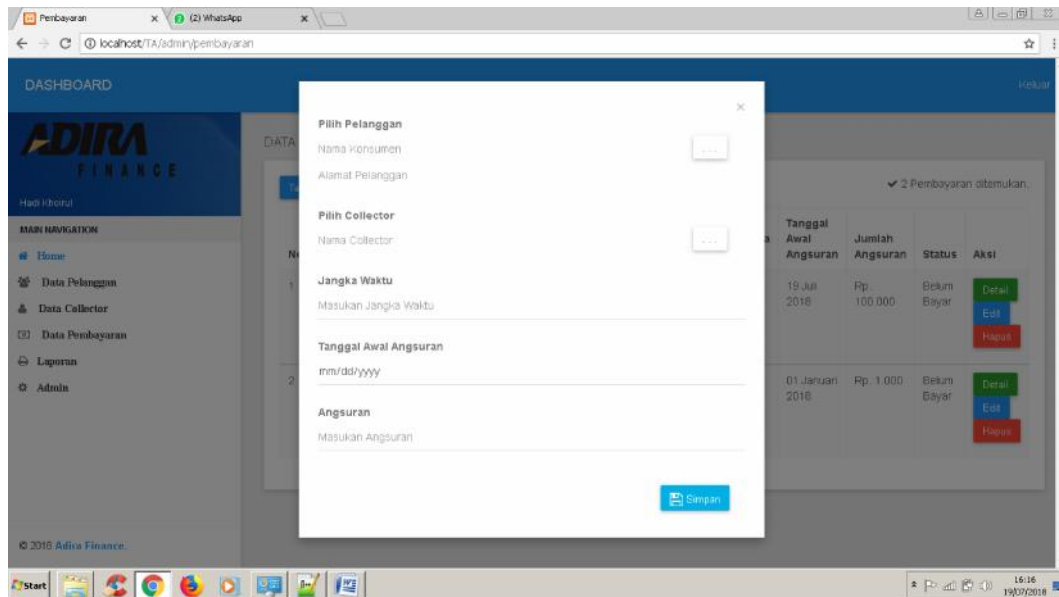 Pembayaran
(2) WhatsApp
localhost/TA/admin/pembayaran
DASHBOARD
Keluar
ADIRA
FINANCE
Hadi Khoirul
MAIN NAVIGATION
Home
Data Pelanggan
Data Collector
Data Pembayaran
Laporan
Admin
© 2018 Adira Finance.
DATA
2 Pembayaran ditemukan.
Tanggal Awal Angsuran
Jumlah Angsuran
Status
Aksi
1
19 Juli 2018
Rp. 100.000
Belum Bayar
Detail
Edit
Hapus
2
01 Januari 2018
Rp. 1.000
Belum Bayar
Detail
Edit
Hapus
×
Pilih Pelanggan
Nama Konsumen
...
Alamat Pelanggan
Pilih Collector
Nama Collector
...
Jangka Waktu
Masukan Jangka Waktu
Tanggal Awal Angsuran
mm/dd/yyyy
Angsuran
Masukan Angsuran
Simpan
Start
16:16
19/07/2018